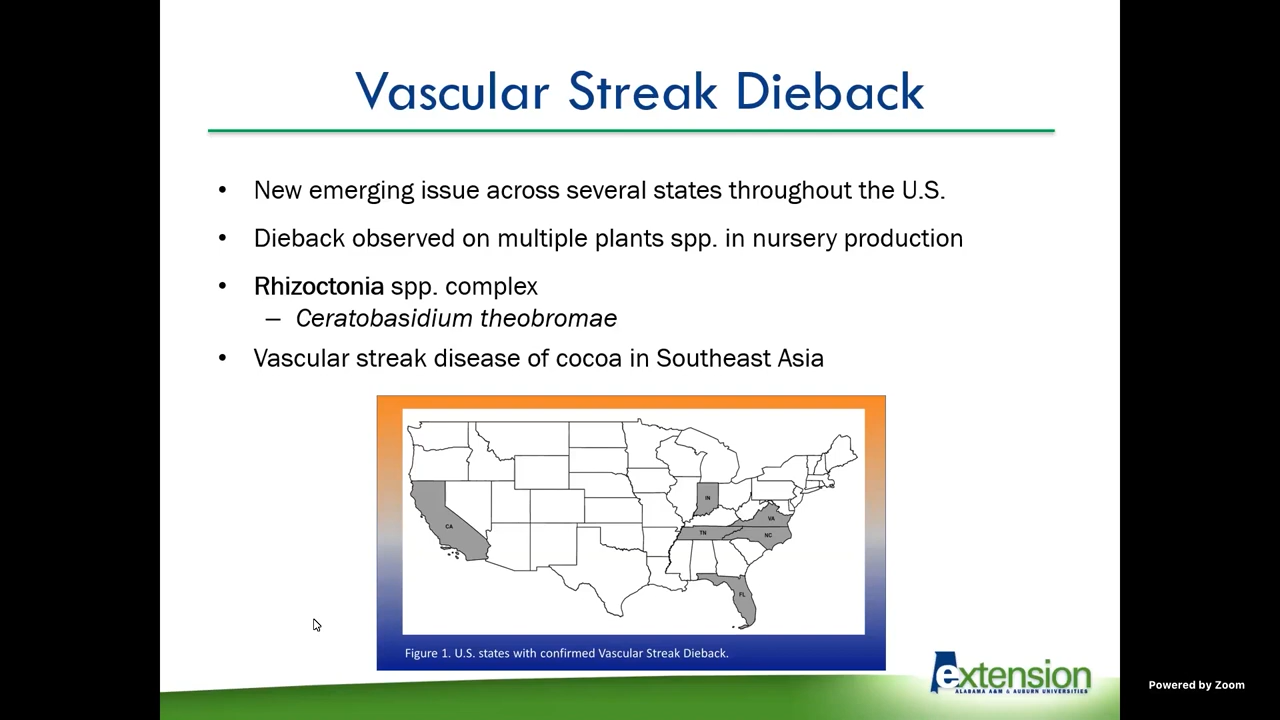 Vascular Streak Dieback
• New emerging issue across several states throughout the U.S.
• Dieback observed on multiple plants spp. in nursery production
• Rhizoctonia spp. complex
– Ceratobasidium theobromae
• Vascular streak disease of cocoa in Southeast Asia
CA
IN
VA
TN
NC
FL
Figure 1. U.S. states with confirmed Vascular Streak Dieback.
extension
ALABAMA A&M & AUBURN UNIVERSITIES
Powered by Zoom